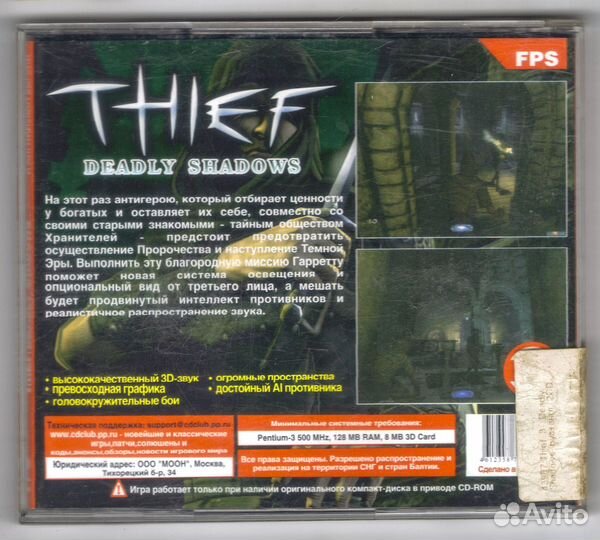 FPS
THIEF
DEADLY SHADOWS
На этот раз антигерою, который отбирает ценности
у богатых и оставляет их себе, совместно со
своими старыми знакомыми - тайным обществом
Хранителей предстоит предотвратить
осуществление Пророчества и наступление Темной
Эры. Выполнить эту благородную миссию Гарретту
поможет новая система освещения и
опциональный вид от третьего лица, а мешать
будет продвинутый интеллект противников и
реалистичное распространение звука.
• высококачественный 3D-звук
• превосходная графика
• головокружительные бои
• огромные пространства
• достойный AI противника
Техническая поддержка: support@cdclub.pp.ru
www.cdclub.pp.ru - новейшие и классические
игры,патчи,солюшены и
коды,анонсы,обзоры,новости игрового мира
Юридический адрес: ООО "МООН", Москва,
Тихорецкий б-р, 34
Минимальные системные требования:
Pentium-3 500 MHz, 128 MB RAM, 8 MB 3D Card
Все права защищены. Разрешено распространение и
реализация на территории СНГ и стран Балтии.
Сделано в
4 612358
Игра работает только при наличии оригинального компакт-диска в приводе CD-ROM
Avito